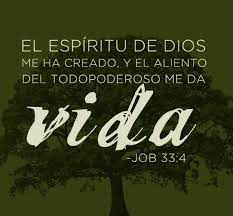 EL ESPÍRITU DE DIOS
ME HA CREADO, Y EL ALIENTO
DEL TODOPODEROSO ME DA
vida
-JOB 33:4